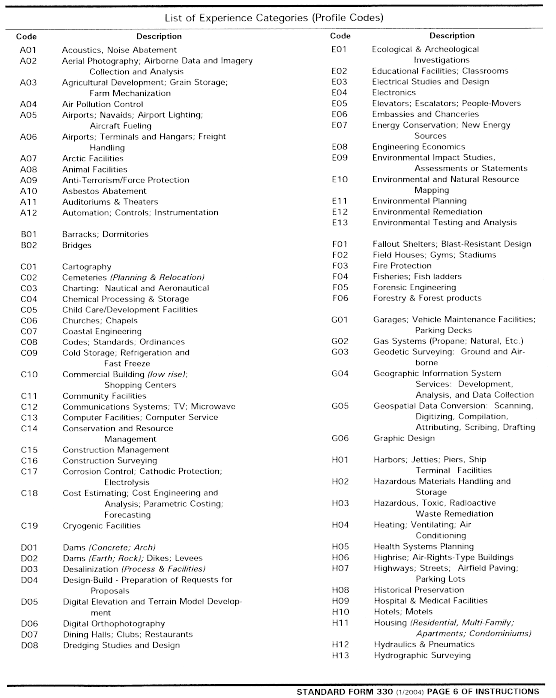 List of Experience Categories (Profile Codes)
Code Description
A01 Acoustics, Noise Abatement
A02 Aerial Photography; Airborne Data and Imagery
Collection and Analysis
A03 Agricultural Development; Grain Storage;
Farm Mechanization
A04 Air Pollution Control
A05 Airports; Navaids; Airport Lighting;
Aircraft Fueling
A06 Airports; Terminals and Hangars; Freight
Handling
A07 Arctic Facilities
A08 Animal Facilities
A09 Anti-Terrorism/Force Protection
A10 Asbestos Abatement
A11 Auditoriums & Theaters
A12 Automation; Controls; Instrumentation
B01 Barracks; Dormitories
B02 Bridges
C01 Cartography
C02 Cemeteries (Planning & Relocation)
C03 Charting: Nautical and Aeronautical
C04 Chemical Processing & Storage
C05 Child Care/Development Facilities
C06 Churches; Chapels
C07 Coastal Engineering
C08 Codes; Standards; Ordinances
C09 Cold Storage; Refrigeration and
Fast Freeze
C10 Commercial Building (low rise);
Shopping Centers
C11 Community Facilities
C12 Communications Systems; TV; Microwave
C13 Computer Facilities; Computer Service
C14 Conservation and Resource
Management
C15 Construction Management
C16 Construction Surveying
C17 Corrosion Control; Cathodic Protection;
Electrolysis
C18 Cost Estimating; Cost Engineering and
Analysis; Parametric Costing;
Forecasting
C19 Cryogenic Facilities
D01 Dams (Concrete; Arch)
D02 Dams (Earth; Rock); Dikes; Levees
D03 Desalinization (Process & Facilities)
D04 Design-Build - Preparation of Requests for
Proposals
D05 Digital Elevation and Terrain Model Develop-
ment
D06 Digital Orthophotography
D07 Dining Halls; Clubs; Restaurants
D08 Dredging Studies and Design
Code Description
E01 Ecological & Archeological
Investigations
E02 Educational Facilities; Classrooms
E03 Electrical Studies and Design
E04 Electronics
E05 Elevators; Escalators; People-Movers
E06 Embassies and Chanceries
E07 Energy Conservation; New Energy
Sources
E08 Engineering Economics
E09 Environmental Impact Studies,
Assessments or Statements
E10 Environmental and Natural Resource
Mapping
E11 Environmental Planning
E12 Environmental Remediation
E13 Environmental Testing and Analysis
F01 Fallout Shelters; Blast-Resistant Design
F02 Field Houses; Gyms; Stadiums
F03 Fire Protection
F04 Fisheries; Fish ladders
F05 Forensic Engineering
F06 Forestry & Forest products
G01 Garages; Vehicle Maintenance Facilities;
Parking Decks
G02 Gas Systems (Propane; Natural, Etc.)
G03 Geodetic Surveying: Ground and Air-
borne
G04 Geographic Information System
Services: Development,
Analysis, and Data Collection
G05 Geospatial Data Conversion: Scanning,
Digitizing, Compilation,
Attributing, Scribing, Drafting
G06 Graphic Design
H01 Harbors; Jetties; Piers, Ship
Terminal Facilities
H02 Hazardous Materials Handling and
Storage
H03 Hazardous, Toxic, Radioactive
Waste Remediation
H04 Heating; Ventilating; Air
Conditioning
H05 Health Systems Planning
H06 Highrise; Air-Rights-Type Buildings
H07 Highways; Streets; Airfield Paving;
Parking Lots
H08 Historical Preservation
H09 Hospital & Medical Facilities
H10 Hotels; Motels
H11 Housing (Residential, Multi-Family;
Apartments; Condominiums)
H12 Hydraulics & Pneumatics
H13 Hydrographic Surveying
STANDARD FORM 330 (1/2004) PAGE 6 OF INSTRUCTIONS